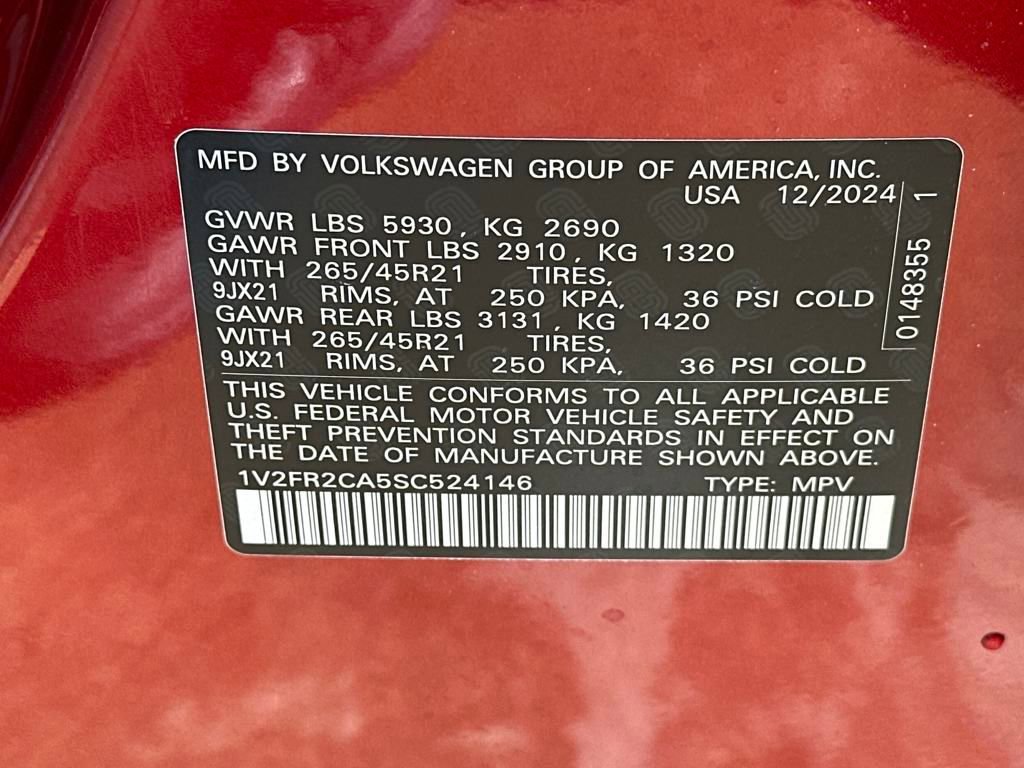 MFD BY VOLKSWAGEN GROUP OF AMERICA, INC.
USA 12/2024
GVWR LBS 5930, KG 2690
GAWR FRONT LBS 2910, KG 1320
WITH 265/45R21 TIRES,
9JX21 RIMS, AT 250 KPA, 36 PSI COLD
GAWR REAR LBS 3131, KG 1420
WITH 265/45R21 TIRES,
9JX21 RIMS, AT 250 KPA, 36 PSI COLD
0148355 1
THIS VEHICLE CONFORMS TO ALL APPLICABLE
U.S. FEDERAL MOTOR VEHICLE SAFETY AND
THEFT PREVENTION STANDARDS IN EFFECT ON
THE DATE OF MANUFACTURE SHOWN ABOVE.
1V2FR2CA5SC524146 TYPE: MPV